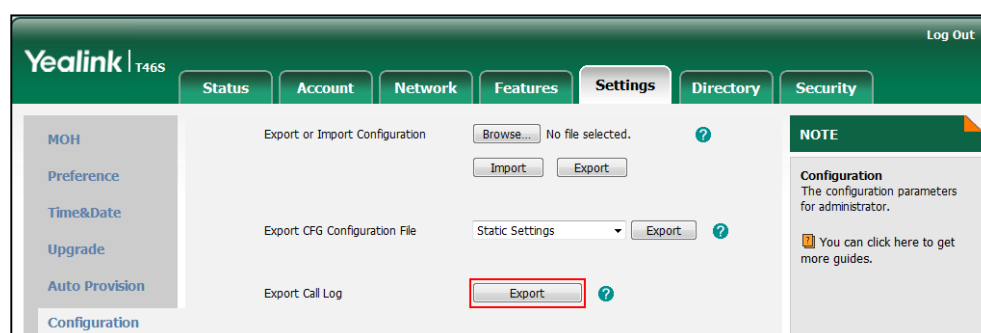 Log Out
Yealink T46S
Status Account Network Features Settings Directory Security
MOH
Preference
Time&Date
Upgrade
Auto Provision
Configuration
Export or Import Configuration Browse... No file selected. ?
Import Export
Export CFG Configuration File Static Settings Export ?
Export Call Log Export ?
NOTE
Configuration
The configuration parameters
for administrator.
? You can click here to get
more guides.